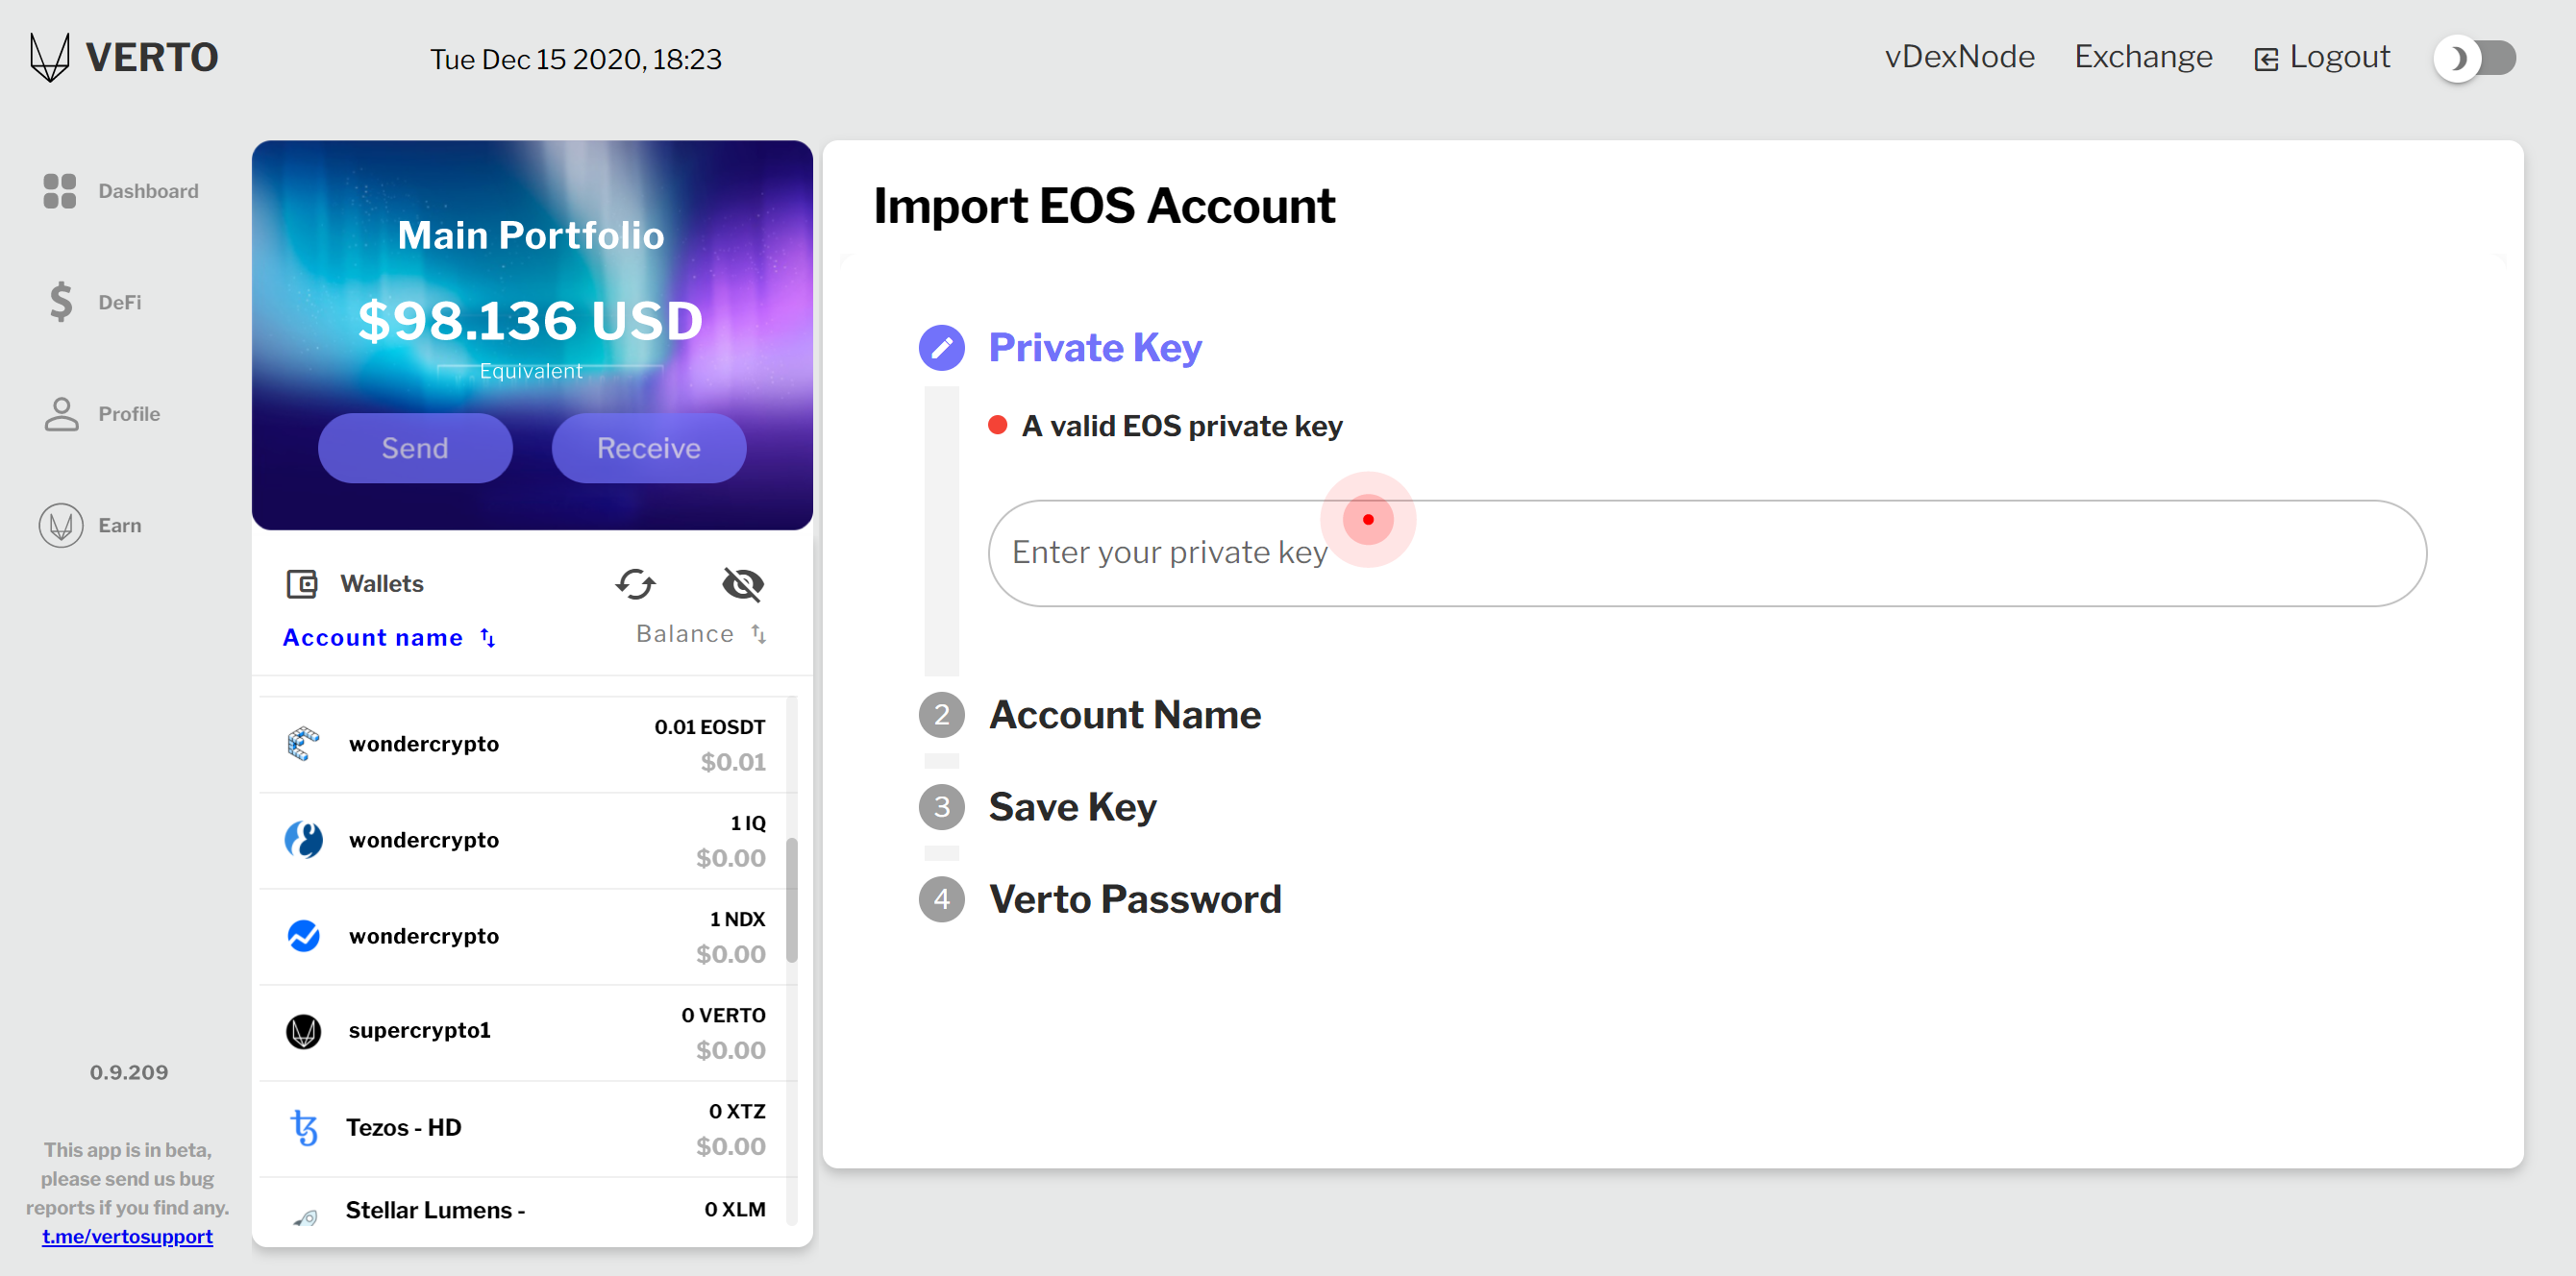 VERTO
Tue Dec 15 2020, 18:23
vDexNode
Exchange
Logout
Dashboard
DeFi
Profile
Earn
0.9.209
This app is in beta,
please send us bug
reports if you find any.
t.me/vertosupport
Main Portfolio
$98.136 USD
Equivalent
Send
Receive
Wallets
Account name
Balance
wondercrypto
0.01 EOSDT
$0.01
wondercrypto
1 IQ
$0.00
wondercrypto
1 NDX
$0.00
supercrypto1
0 VERTO
$0.00
Tezos - HD
0 XTZ
$0.00
Stellar Lumens -
0 XLM
Import EOS Account
Private Key
A valid EOS private key
Enter your private key
2 Account Name
3 Save Key
4 Verto Password